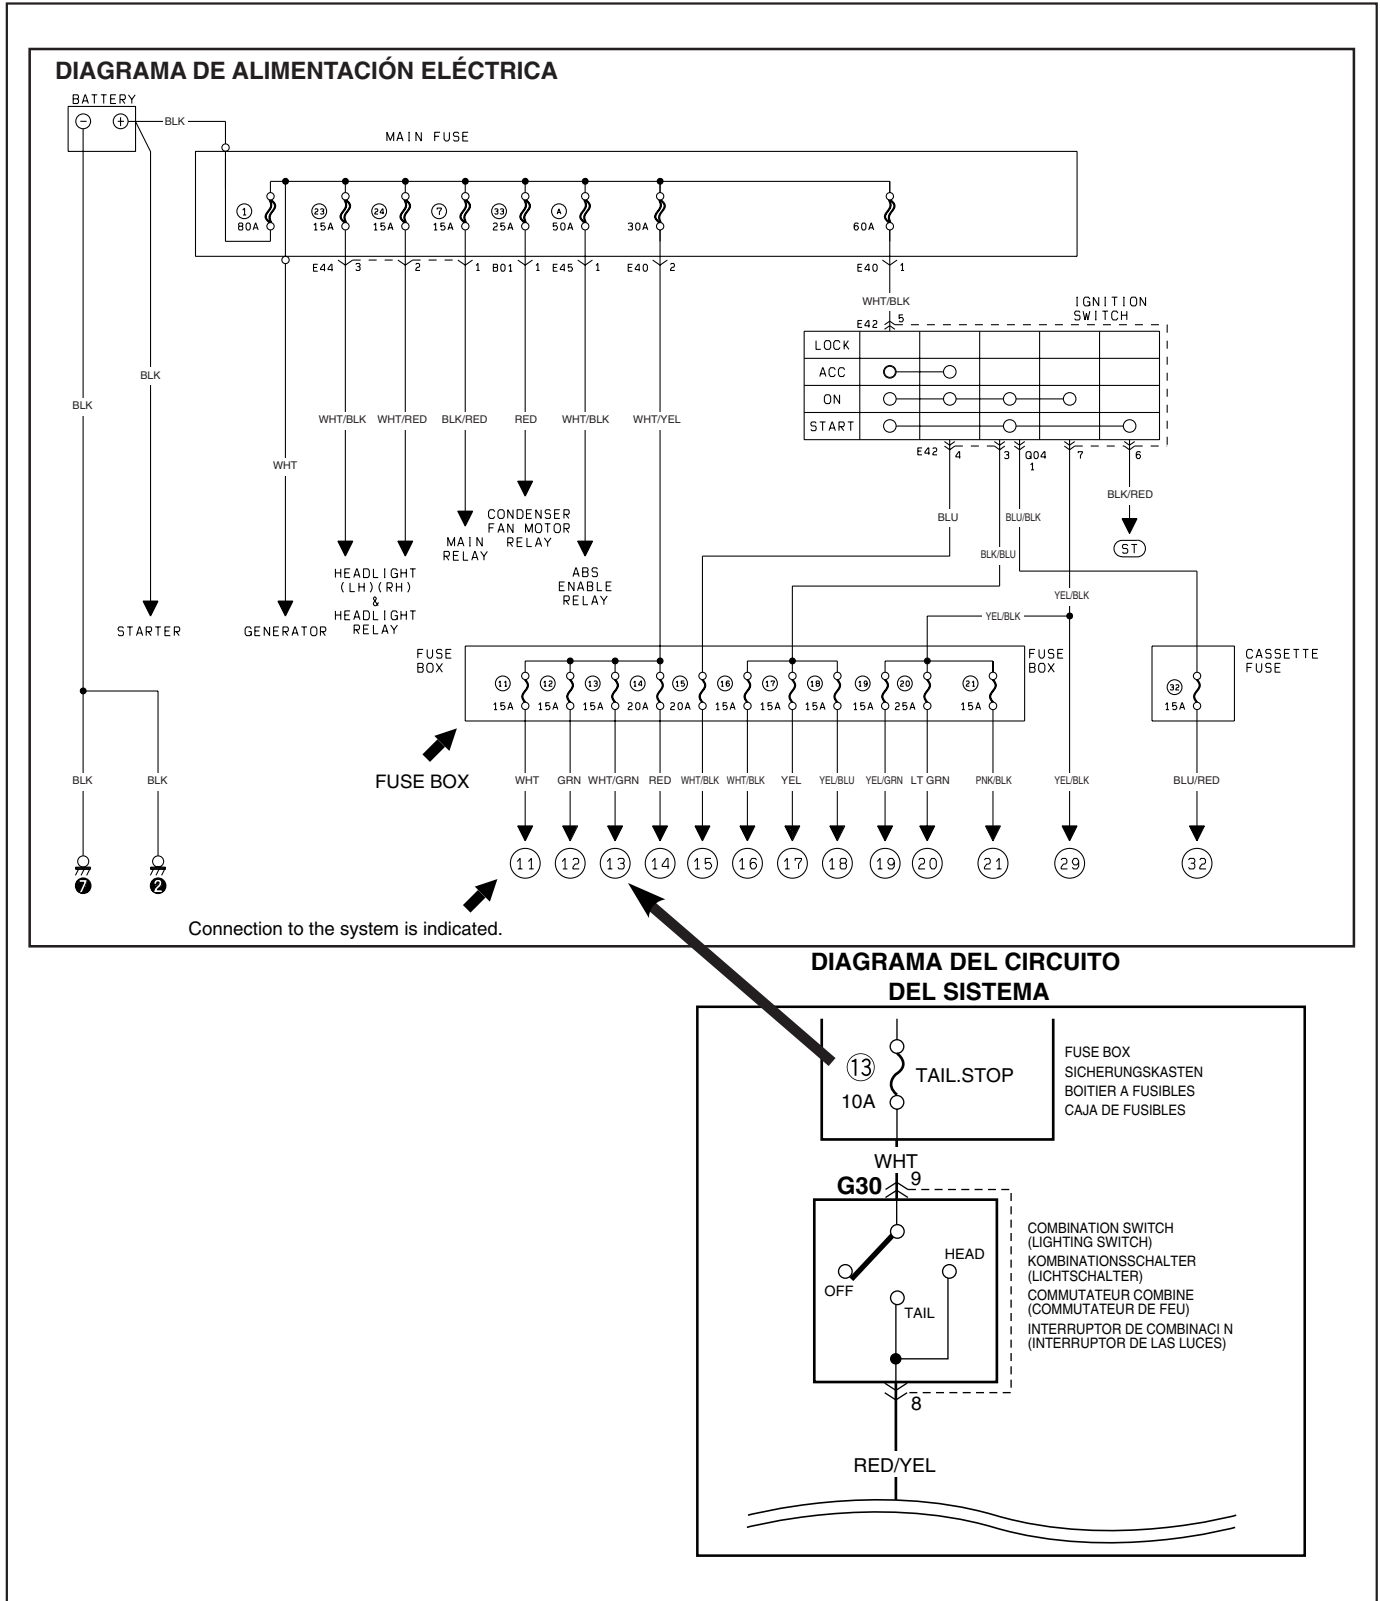 DIAGRAMA DE ALIMENTACIÓN ELÉCTRICA
BATTERY
BLK
MAIN FUSE
1 23 24 7 33 A
80A 15A 15A 15A 25A 50A 30A 60A
E44 3 2 1 B01 1 E45 1 E40 2 E40 1
WHT/BLK
IGNITION
SWITCH
E42 5
LOCK
ACC
ON
START
E42 4 3 Q04 1 7 6
BLK
BLK
WHT/BLK WHT/RED BLK/RED RED WHT/BLK WHT/YEL
WHT
BLK/RED
BLU BLU/BLK
ST
BLK/BLU
YEL/BLK
YEL/BLK
CONDENSER
FAN MOTOR
RELAY
MAIN
RELAY
HEADLIGHT
(LH)(RH)
&
HEADLIGHT
RELAY
ABS
ENABLE
RELAY
STARTER
GENERATOR
FUSE
BOX
FUSE
BOX
CASSETTE
FUSE
11 12 13 14 15 16 17 18 19 20 21 32
15A 15A 15A 20A 20A 15A 15A 15A 15A 25A 15A 15A
FUSE BOX
BLK BLK
WHT GRN WHT/GRN RED WHT/BLK WHT/BLK YEL YEL/BLU YEL/GRN LT GRN PNK/BLK YEL/BLK BLU/RED
11 12 13 14 15 16 17 18 19 20 21 29 32
7 2
Connection to the system is indicated.
DIAGRAMA DEL CIRCUITO
DEL SISTEMA
13
10A
TAIL.STOP
FUSE BOX
SICHERUNGSKASTEN
BOITIER A FUSIBLES
CAJA DE FUSIBLES
WHT
G30 9
OFF
HEAD
TAIL
COMBINATION SWITCH
(LIGHTING SWITCH)
KOMBINATIONSSCHALTER
(LICHTSCHALTER)
COMMUTATEUR COMBINE
(COMMUTATEUR DE FEU)
INTERRUPTOR DE COMBINACI N
(INTERRUPTOR DE LAS LUCES)
8
RED/YEL